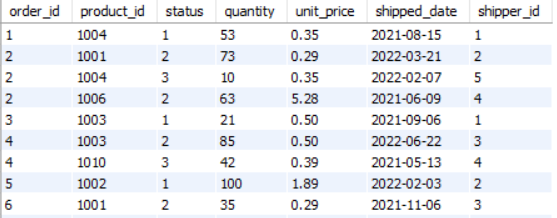 order_id product_id status quantity unit_price shipped_date shipper_id
1 1004 1 53 0.35 2021-08-15 1
2 1001 2 73 0.29 2022-03-21 2
2 1004 3 10 0.35 2022-02-07 5
2 1006 2 63 5.28 2021-06-09 4
3 1003 1 21 0.50 2021-09-06 1
4 1003 2 85 0.50 2022-06-22 3
4 1010 3 42 0.39 2021-05-13 4
5 1002 1 100 1.89 2022-02-03 2
6 1001 2 35 0.29 2021-11-06 3